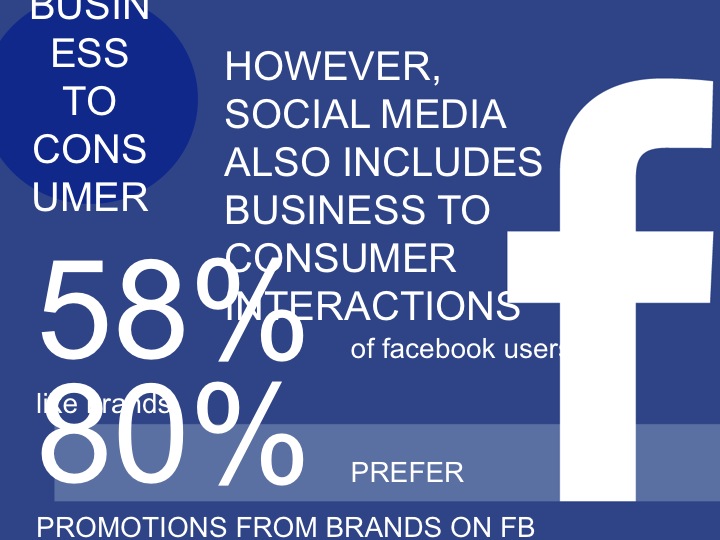 BUSIN
ESS
TO
CONS
UMER
HOWEVER,
SOCIAL MEDIA
ALSO INCLUDES
BUSINESS TO
CONSUMER
INTERACTIONS
58% of facebook users
like brands
80% PREFER
PROMOTIONS FROM BRANDS ON FB
f